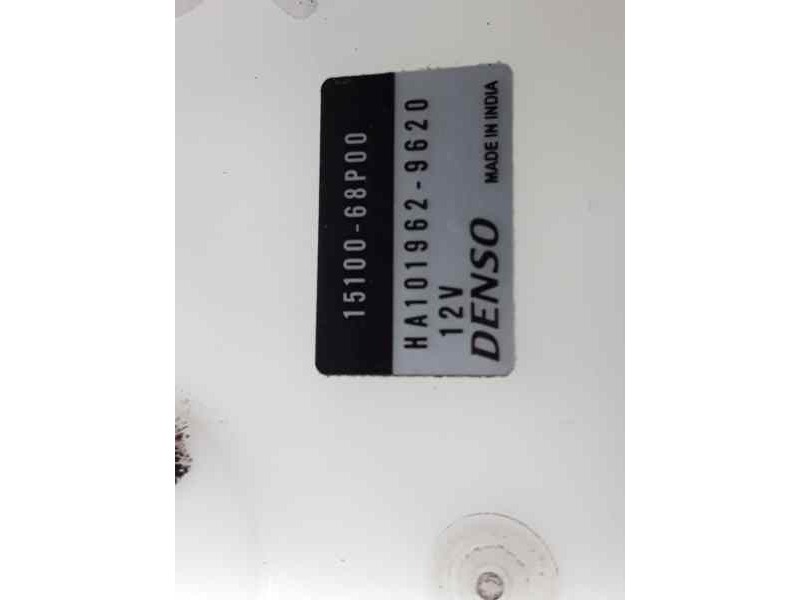 15100-68P00
HA101962-9620
12V
DENSO MADE IN INDIA